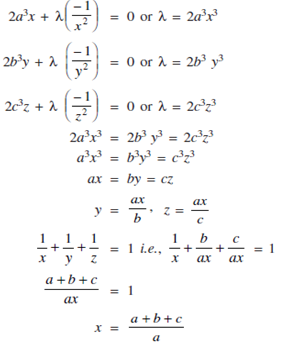 2a³x + λ(−1/x²) = 0 or λ = 2a³x³
2b³y + λ(−1/y²) = 0 or λ = 2b³ y³
2c³z + λ(−1/z²) = 0 or λ = 2c³z³
2a³x³ = 2b³ y³ = 2c³z³
a³x³ = b³y³ = c³z³
ax = by = cz
y = ax/b, z = ax/c
1/x + 1/y + 1/z = 1 i.e., 1/x + b/ax + c/ax = 1
a + b + c/ax = 1
x = a + b + c/a